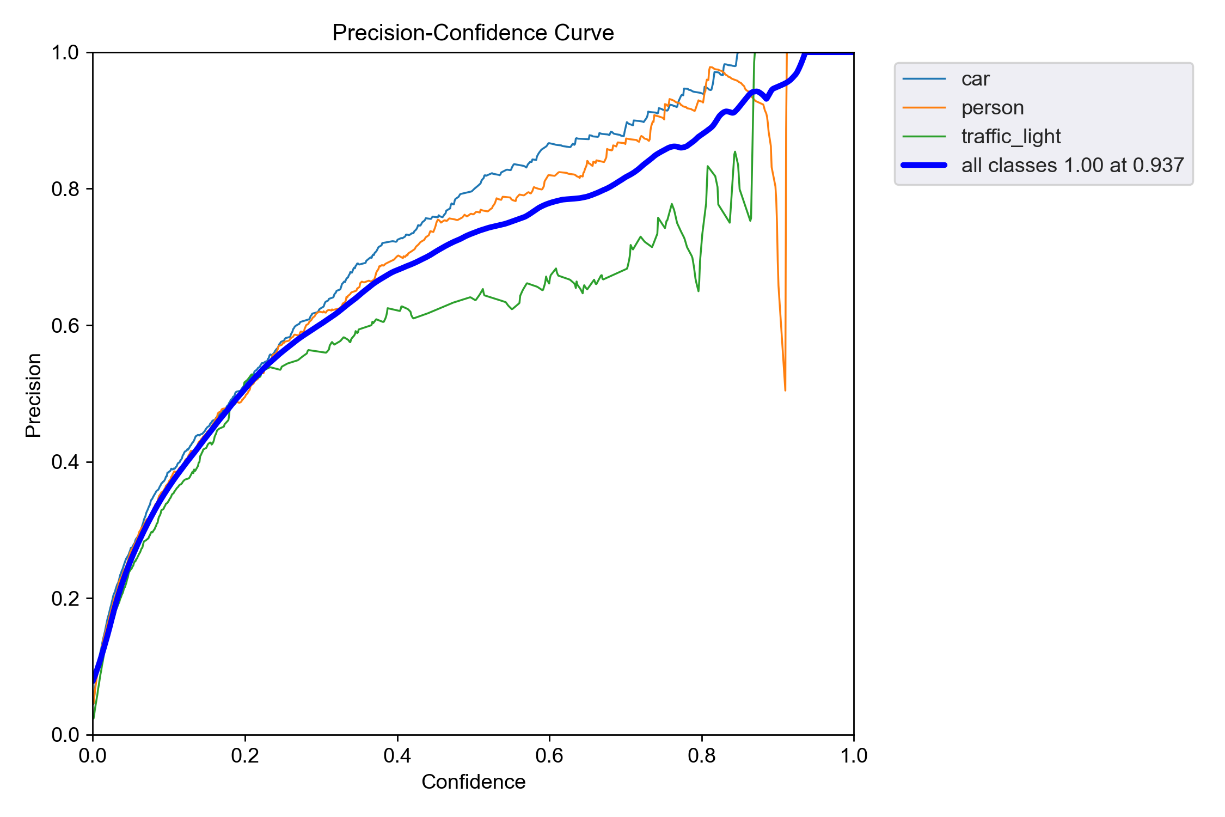 Precision-Confidence Curve
1.0
0.8
0.6
0.4
0.2
0.0
Precision
0.0 0.2 0.4 0.6 0.8 1.0
Confidence
car
person
traffic_light
all classes 1.00 at 0.937